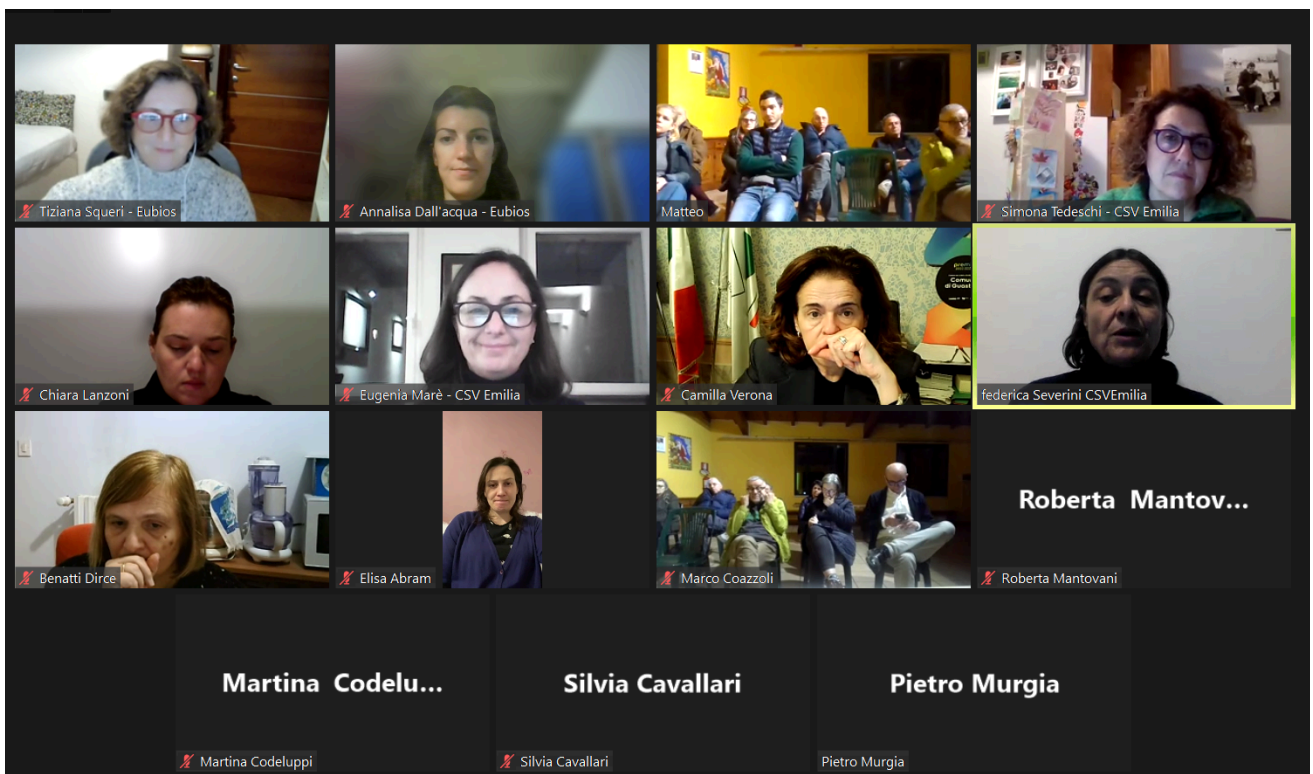 Tiziana Squeri - Eubios
Annalisa Dall'acqua - Eubios
Matteo
Simona Tedeschi - CSV Emilia
Chiara Lanzoni
Eugenia Marè - CSV Emilia
Camilla Verona
federica Severini CSVEmilia
Benatti Dirce
Elisa Abram
Marco Coazzoli
Roberta Mantov...
Roberta Mantovani
Martina Codelu...
Silvia Cavallari
Pietro Murgia
Martina Codeluppi
Silvia Cavallari
Pietro Murgia